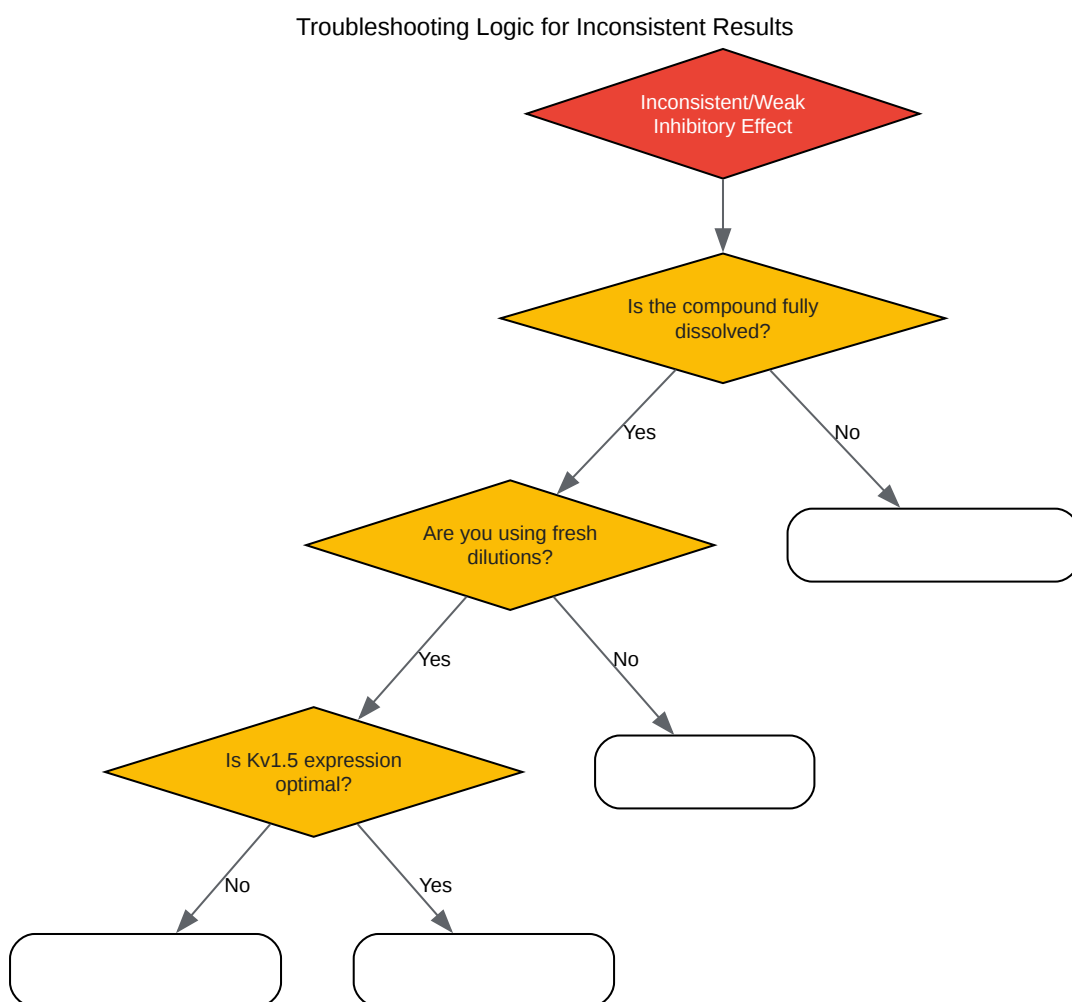 Troubleshooting Logic for Inconsistent Results
Inconsistent/Weak
Inhibitory Effect
Is the compound fully
dissolved?
Yes
No
Are you using fresh
dilutions?
Yes
No
Is Kv1.5 expression
optimal?
No
Yes